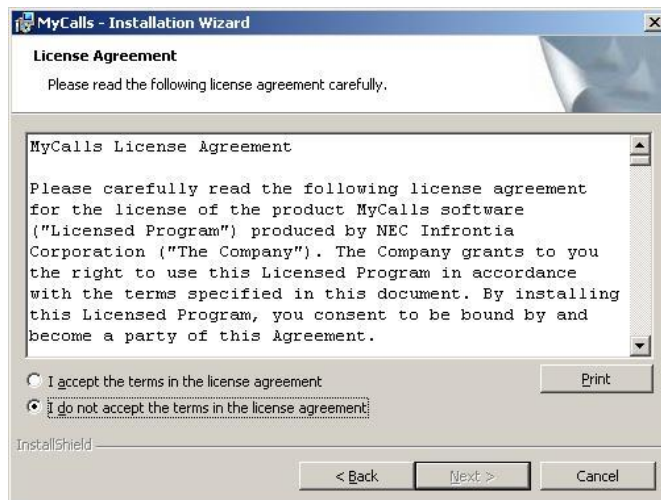 MyCalls - Installation Wizard
License Agreement
Please read the following license agreement carefully.
MyCalls License Agreement
Please carefully read the following license agreement
for the license of the product MyCalls software
("Licensed Program") produced by NEC Infrontia
Corporation ("The Company"). The Company grants to you
the right to use this Licensed Program in accordance
with the terms specified in this document. By installing
this Licensed Program, you consent to be bound by and
become a party of this Agreement.
I accept the terms in the license agreement
Print
I do not accept the terms in the license agreement
InstallShield
< Back
Next >
Cancel